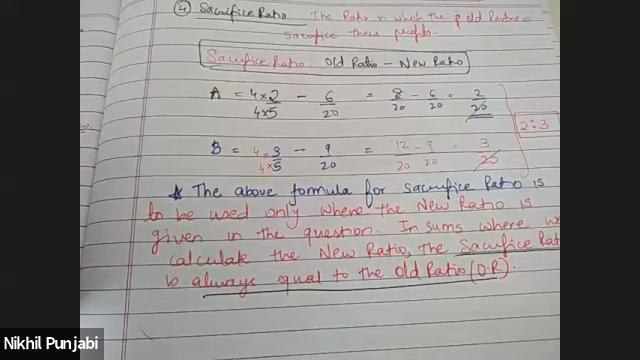 ④ Sacrifice Ratio The Ratio in which the old Partners
sacrifice their profits.
Sacrifice Ratio: Old Ratio - New Ratio
A = 4×2/4×5 - 6/20 = 8/20 - 6/20 = 2/20
B = 4×3/4×5 - 9/20 = 12/20 - 9/20 = 3/20
2:3
The above formula for Sacrifice Ratio is
to be used only where the New Ratio is
given in the question. In sums where we
calculate the New Ratio, the Sacrifice Rat
is always equal to the Old Ratio (O.R).
Nikhil Punjabi